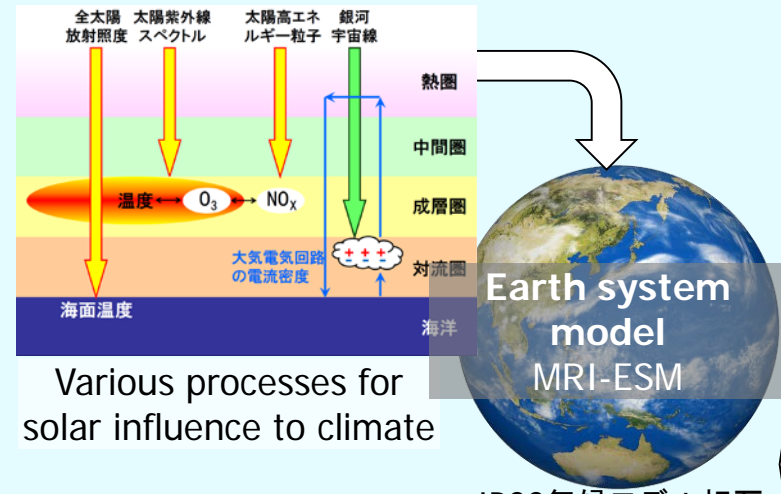 全太陽
放射照度
太陽紫外線
スペクトル
太陽高エネ
ルギー粒子
銀河
宇宙線
熱圏
中間圏
成層圏
温度
O₃
NOx
対流圏
大気電気回路
の電流密度
+ + +
- - -
海面温度
海洋
Various processes for
solar influence to climate
Earth system
model
MRI-ESM